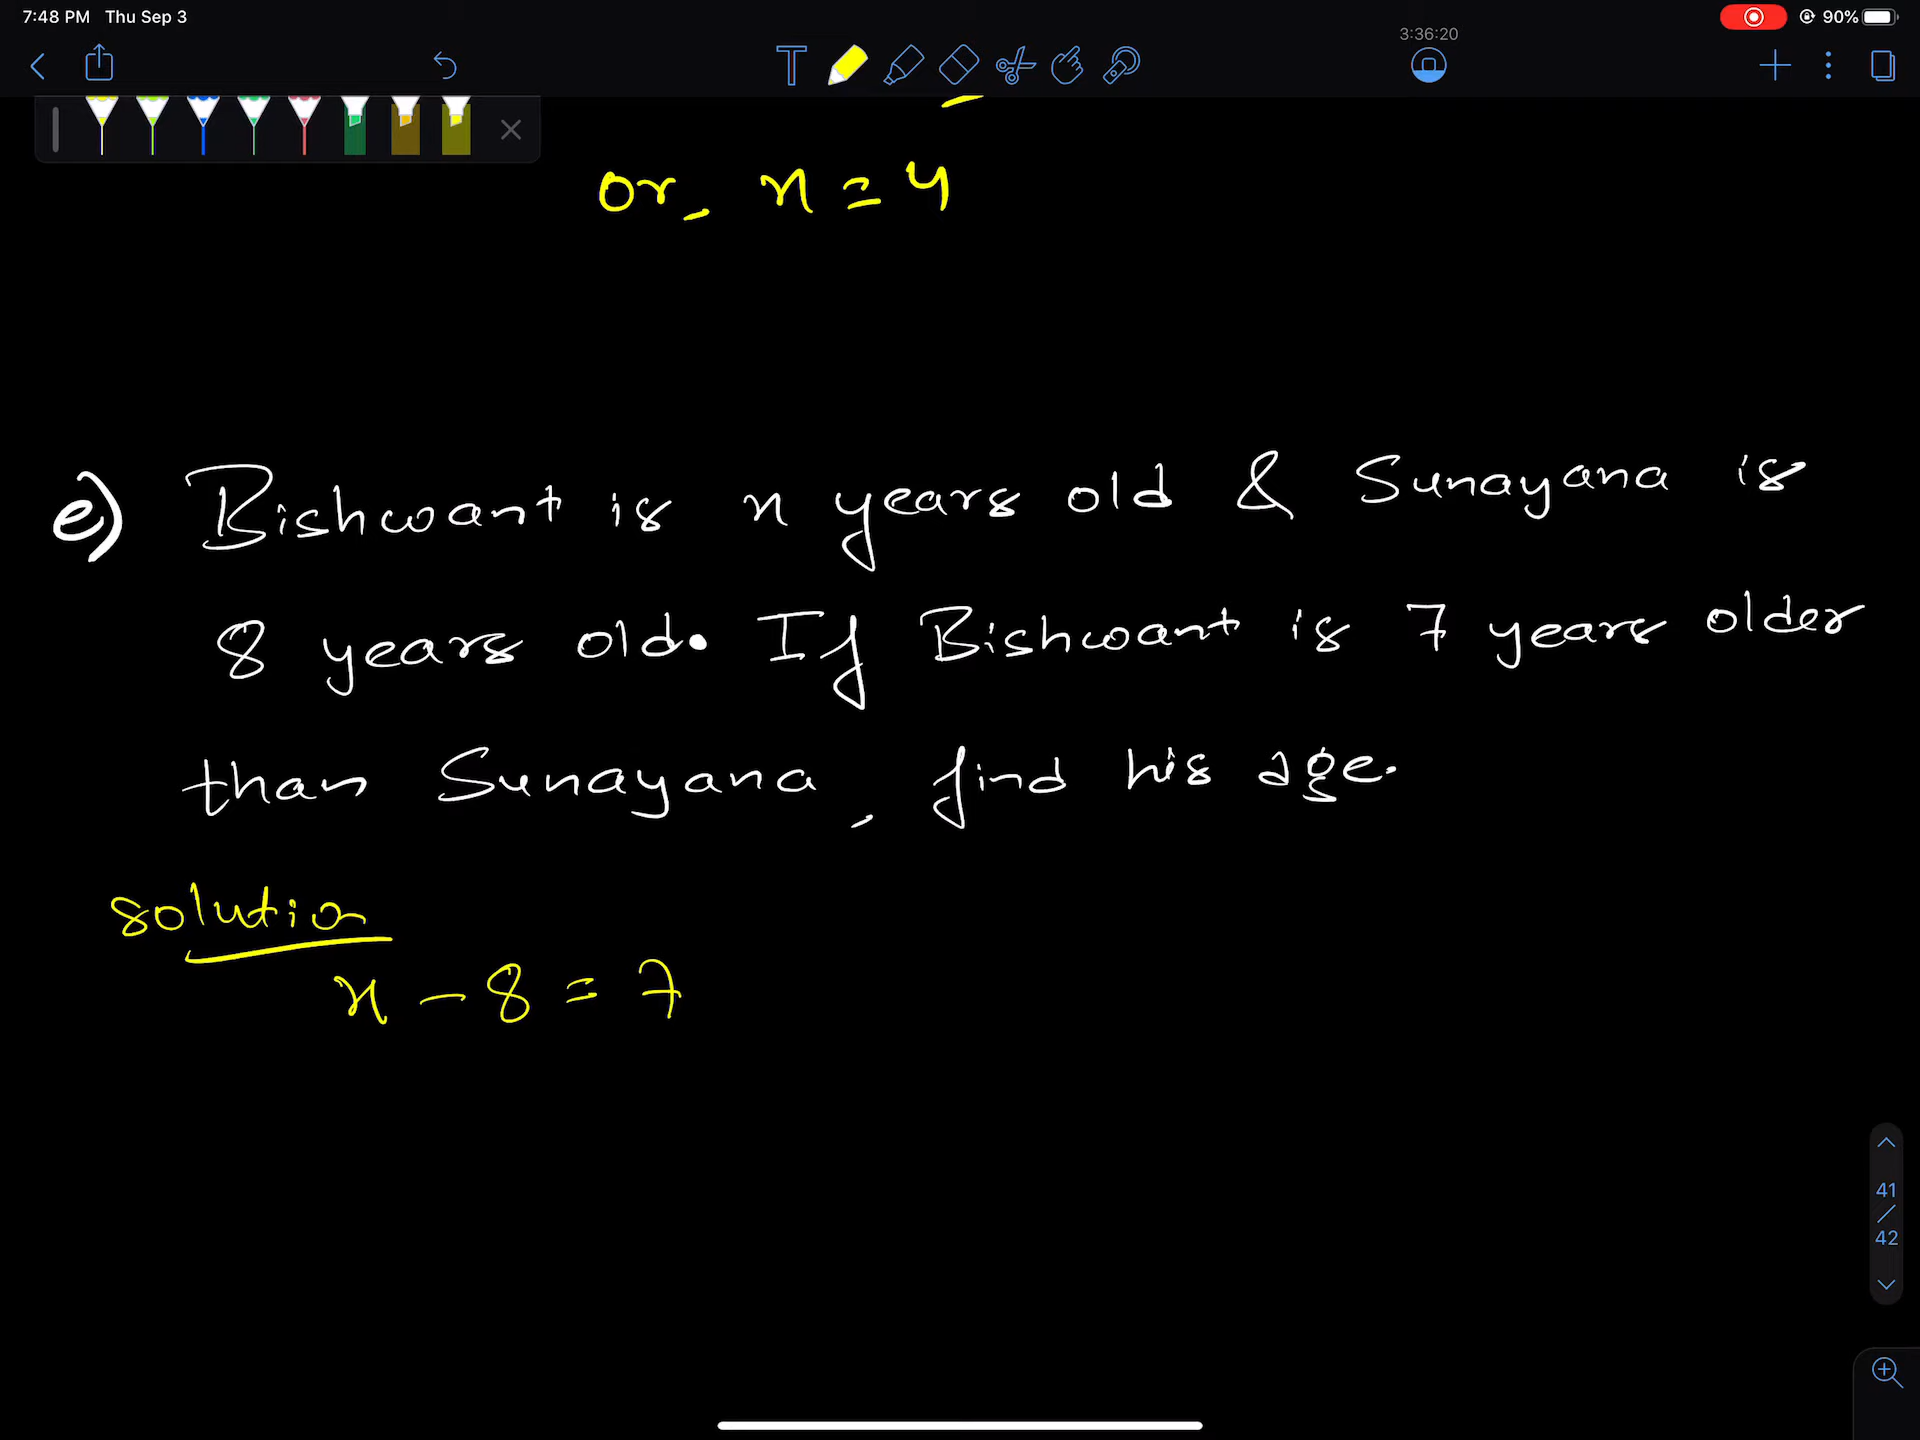 7:48 PM Thu Sep 3
90%
3:36:20
T
or, x = 4
e) Bishwant is x years old & Sunayana is
8 years old. If Bishwant is 7 years older
than Sunayana, find his age.
solution
x - 8 = 7
41
/
42